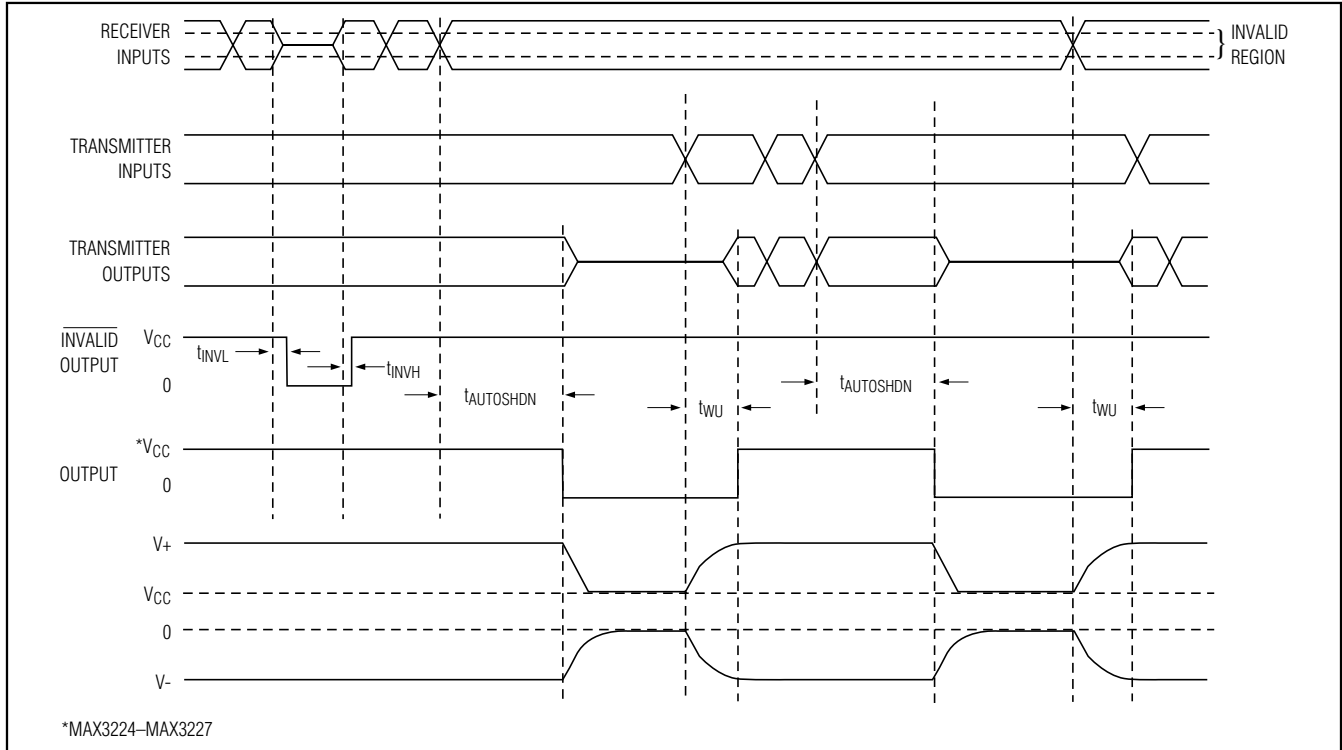 RECEIVER
INPUTS
} INVALID
REGION
TRANSMITTER
INPUTS
TRANSMITTER
OUTPUTS
INVALID
OUTPUT
VCC
0
tINVL
tINVH
tAUTOSHDN
tWU
tAUTOSHDN
tWU
OUTPUT
*VCC
0
V+
VCC
0
V-
*MAX3224–MAX3227